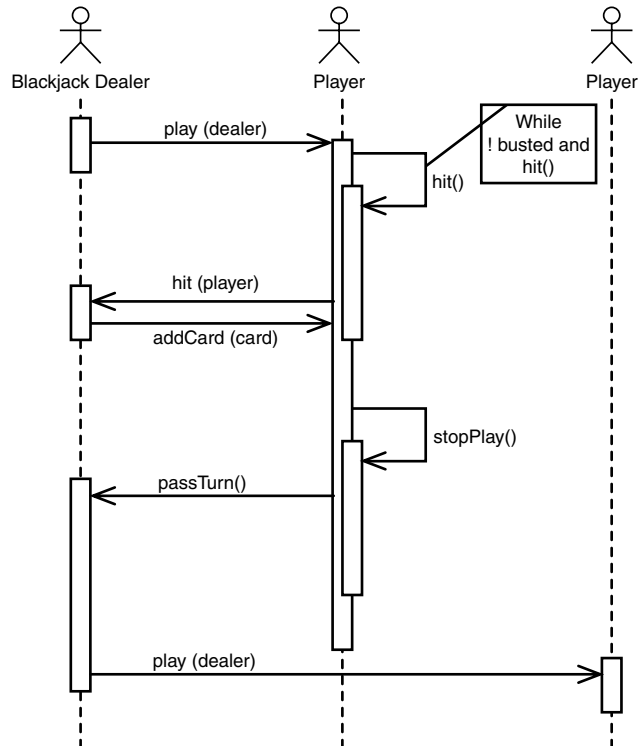 Blackjack Dealer
Player
Player
play (dealer)
While
! busted and
hit()
hit()
hit (player)
addCard (card)
stopPlay()
passTurn()
play (dealer)